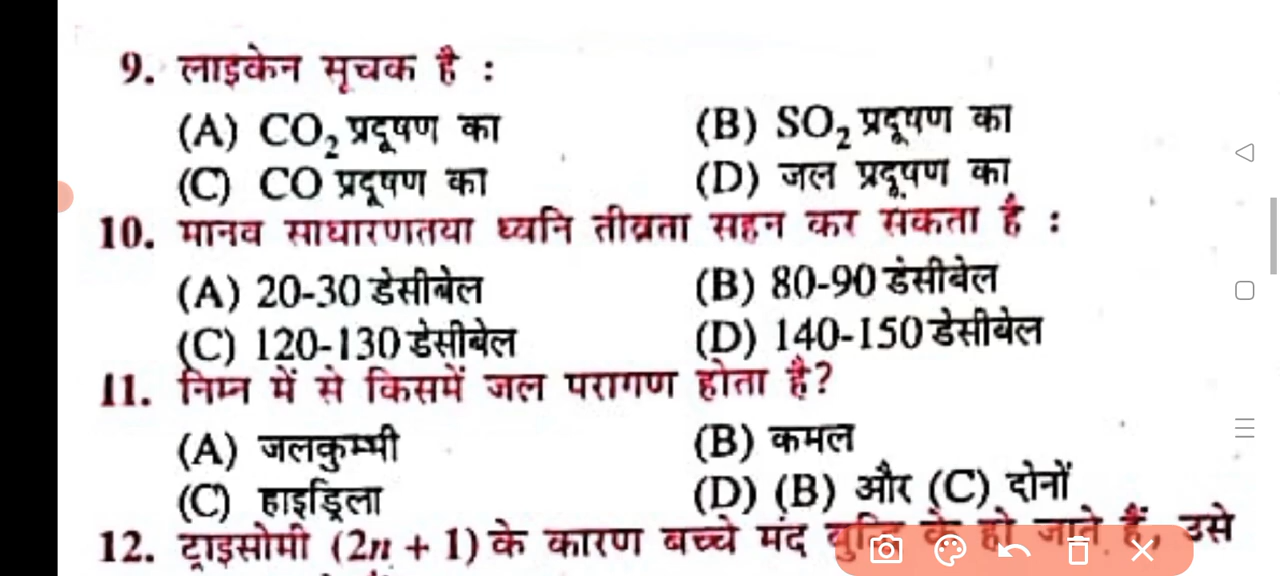 9. लाइकेन सूचक है :
(A) CO₂ प्रदूषण का (B) SO₂ प्रदूषण का
(C) CO प्रदूषण का (D) जल प्रदूषण का
10. मानव साधारणतया ध्वनि तीव्रता सहन कर सकता है :
(A) 20-30 डेसीबेल (B) 80-90 डेसीबेल
(C) 120-130 डेसीबेल (D) 140-150 डेसीबेल
11. निम्न में से किसमें जल परागण होता है?
(A) जलकुम्भी (B) कमल
(C) हाइड्रिला (D) (B) और (C) दोनों
12. ट्राइसोमी (2n + 1) के कारण बच्चे मंद बुद्धि के हो जाते हैं, उसे